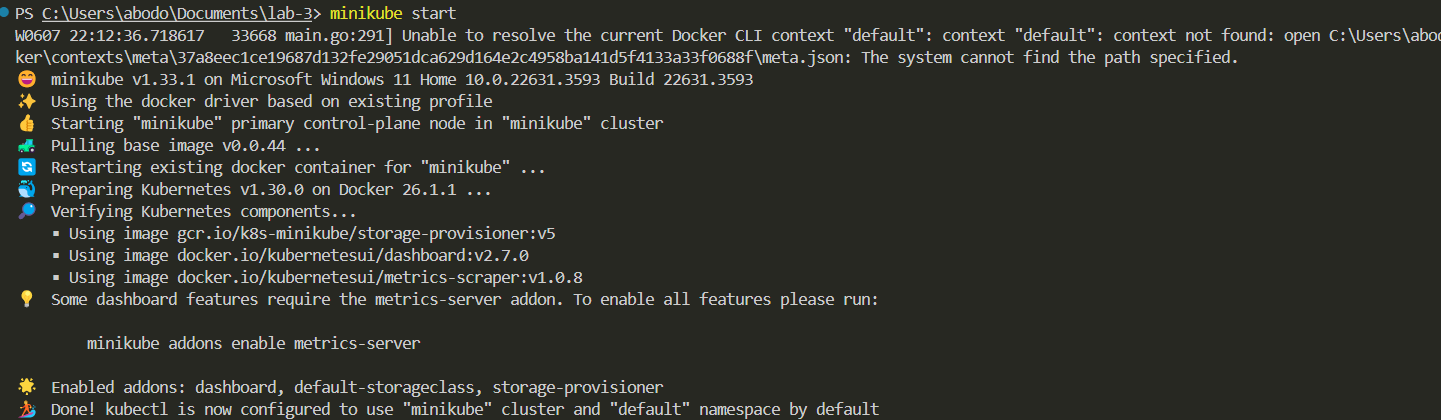 PS C:\Users\abodo\Documents\lab-3> minikube start
W0607 22:12:36.718617   33668 main.go:291] Unable to resolve the current Docker CLI context "default": context "default": context not found: open C:\Users\abo
ker\contexts\meta\37a8eec1ce19687d132fe29051dca629d164e2c4958ba141d5f4133a33f0688f\meta.json: The system cannot find the path specified.
minikube v1.33.1 on Microsoft Windows 11 Home 10.0.22631.3593 Build 22631.3593
Using the docker driver based on existing profile
Starting "minikube" primary control-plane node in "minikube" cluster
Pulling base image v0.0.44 ...
Restarting existing docker container for "minikube" ...
Preparing Kubernetes v1.30.0 on Docker 26.1.1 ...
Verifying Kubernetes components...
▪ Using image gcr.io/k8s-minikube/storage-provisioner:v5
▪ Using image docker.io/kubernetesui/dashboard:v2.7.0
▪ Using image docker.io/kubernetesui/metrics-scraper:v1.0.8
Some dashboard features require the metrics-server addon. To enable all features please run:
minikube addons enable metrics-server
Enabled addons: dashboard, default-storageclass, storage-provisioner
Done! kubectl is now configured to use "minikube" cluster and "default" namespace by default